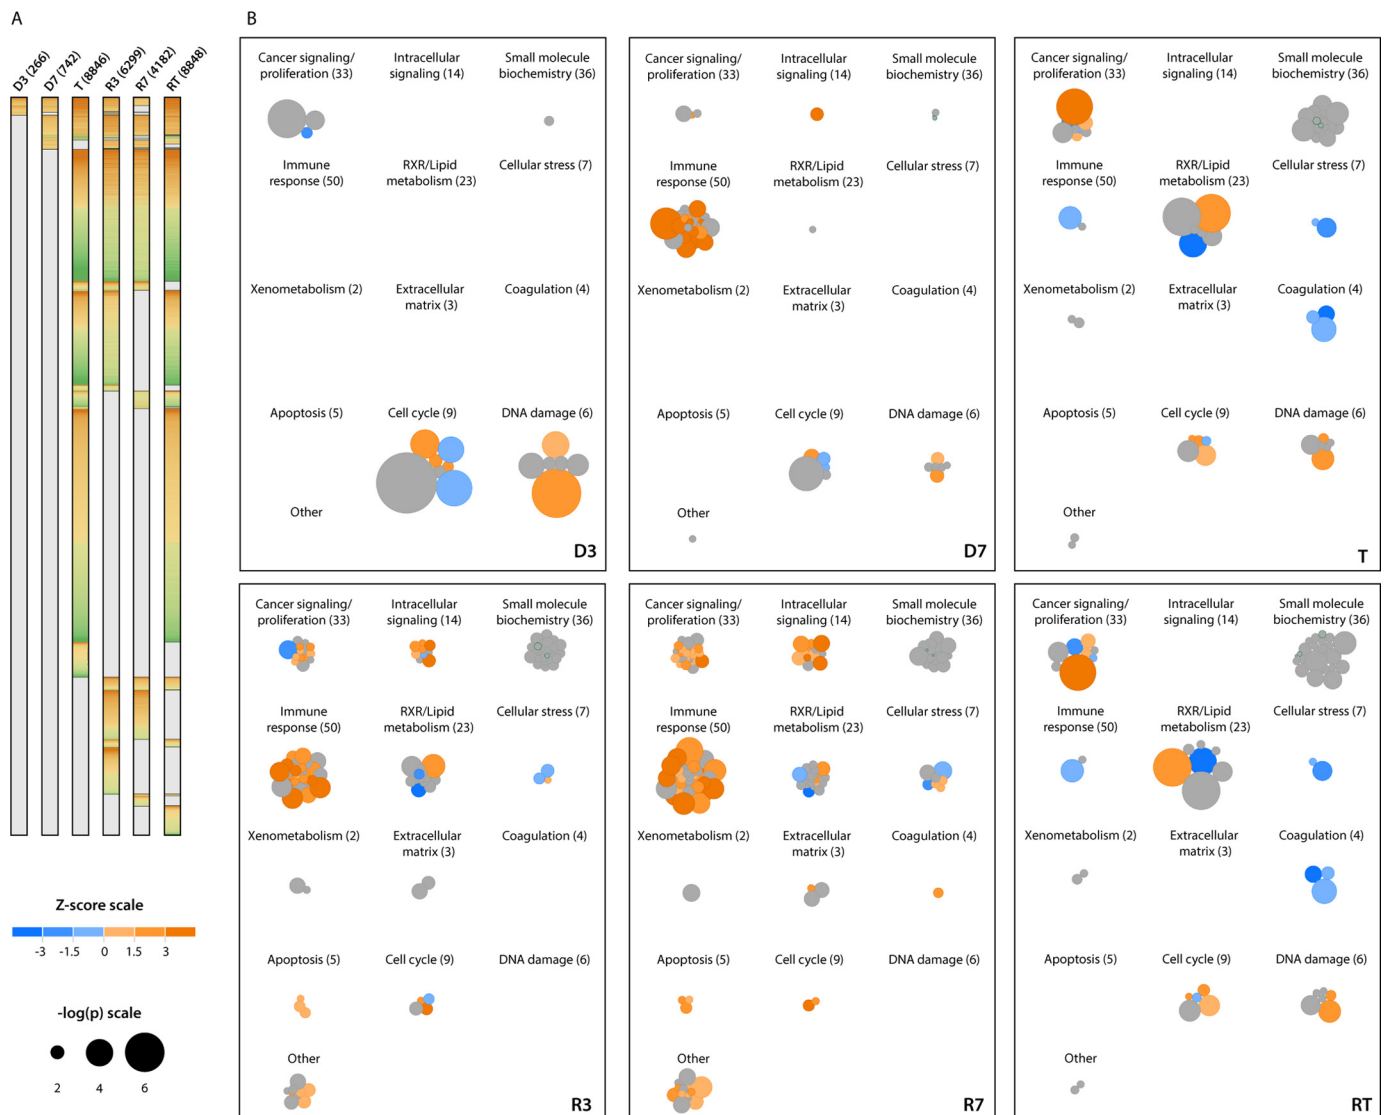 A
B
D3 (266)
D7 (742)
T (8846)
R3 (6299)
R7 (4182)
RT (8848)
Z-score scale
-3 -1.5 0 1.5 3
-log(p) scale
2 4 6
Cancer signaling/ Intracellular Small molecule
proliferation (33) signaling (14) biochemistry (36)
Immune RXR/Lipid Cellular stress (7)
response (50) metabolism (23)
Xenometabolism (2) Extracellular Coagulation (4)
matrix (3)
Apoptosis (5) Cell cycle (9) DNA damage (6)
Other
D3
Cancer signaling/ Intracellular Small molecule
proliferation (33) signaling (14) biochemistry (36)
Immune RXR/Lipid Cellular stress (7)
response (50) metabolism (23)
Xenometabolism (2) Extracellular Coagulation (4)
matrix (3)
Apoptosis (5) Cell cycle (9) DNA damage (6)
Other
D7
Cancer signaling/ Intracellular Small molecule
proliferation (33) signaling (14) biochemistry (36)
Immune RXR/Lipid Cellular stress (7)
response (50) metabolism (23)
Xenometabolism (2) Extracellular Coagulation (4)
matrix (3)
Apoptosis (5) Cell cycle (9) DNA damage (6)
Other
T
Cancer signaling/ Intracellular Small molecule
proliferation (33) signaling (14) biochemistry (36)
Immune RXR/Lipid Cellular stress (7)
response (50) metabolism (23)
Xenometabolism (2) Extracellular Coagulation (4)
matrix (3)
Apoptosis (5) Cell cycle (9) DNA damage (6)
Other
R3
Cancer signaling/ Intracellular Small molecule
proliferation (33) signaling (14) biochemistry (36)
Immune RXR/Lipid Cellular stress (7)
response (50) metabolism (23)
Xenometabolism (2) Extracellular Coagulation (4)
matrix (3)
Apoptosis (5) Cell cycle (9) DNA damage (6)
Other
R7
Cancer signaling/ Intracellular Small molecule
proliferation (33) signaling (14) biochemistry (36)
Immune RXR/Lipid Cellular stress (7)
response (50) metabolism (23)
Xenometabolism (2) Extracellular Coagulation (4)
matrix (3)
Apoptosis (5) Cell cycle (9) DNA damage (6)
Other
RT